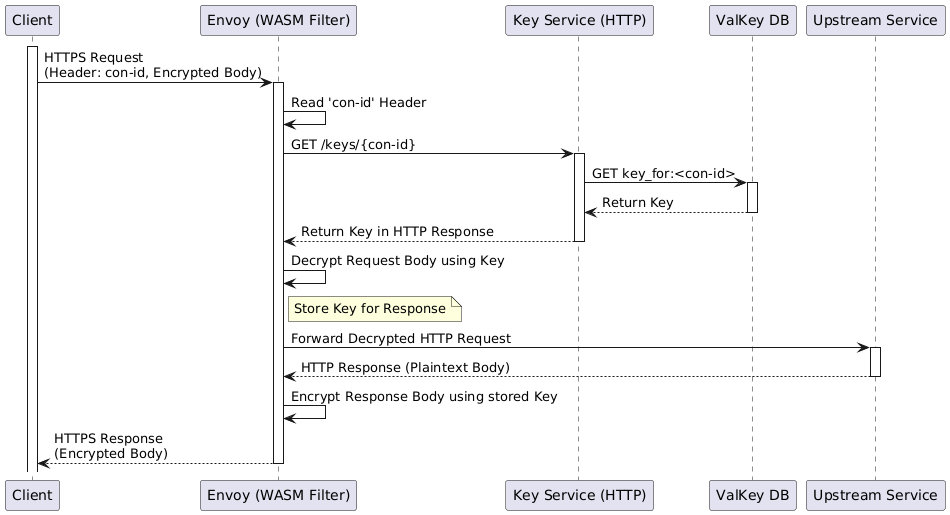 Client
Envoy (WASM Filter)
Key Service (HTTP)
ValKey DB
Upstream Service
HTTPS Request
(Header: con-id, Encrypted Body)
Read 'con-id' Header
GET /keys/{con-id}
GET key_for:<con-id>
Return Key
Return Key in HTTP Response
Decrypt Request Body using Key
Store Key for Response
Forward Decrypted HTTP Request
HTTP Response (Plaintext Body)
Encrypt Response Body using stored Key
HTTPS Response
(Encrypted Body)
Client
Envoy (WASM Filter)
Key Service (HTTP)
ValKey DB
Upstream Service